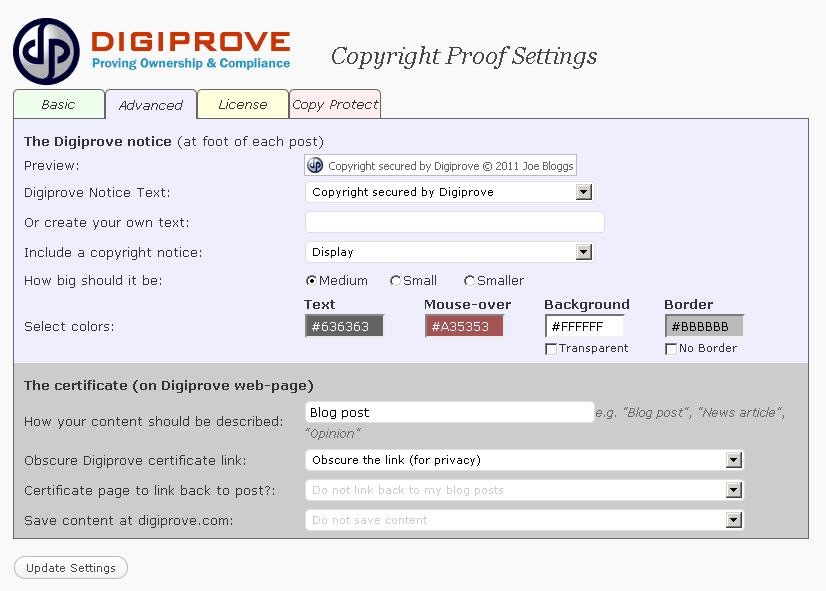 dp DIGIPROVE
Proving Ownership & Compliance
Copyright Proof Settings
Basic Advanced License Copy Protect
The Digiprove notice (at foot of each post)
Preview: Copyright secured by Digiprove © 2011 Joe Bloggs
Digiprove Notice Text: Copyright secured by Digiprove
Or create your own text:
Include a copyright notice: Display
How big should it be: Medium Small Smaller
Text Mouse-over Background Border
Select colors: #636363 #A35353 #FFFFFF #BBBBBB
Transparent No Border
The certificate (on Digiprove web-page)
How your content should be described: Blog post e.g. "Blog post", "News article",
"Opinion"
Obscure Digiprove certificate link: Obscure the link (for privacy)
Certificate page to link back to post?: Do not link back to my blog posts
Save content at digiprove.com: Do not save content
Update Settings